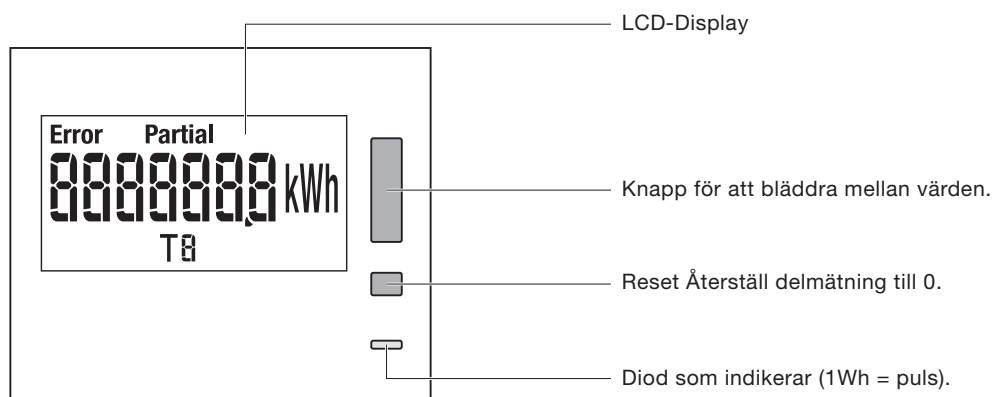 LCD-Display
Error Partial
8888888,8 kWh
T8
Knapp för att bläddra mellan värden.
Reset Återställ delmätning till 0.
Diod som indikerar (1Wh = puls).